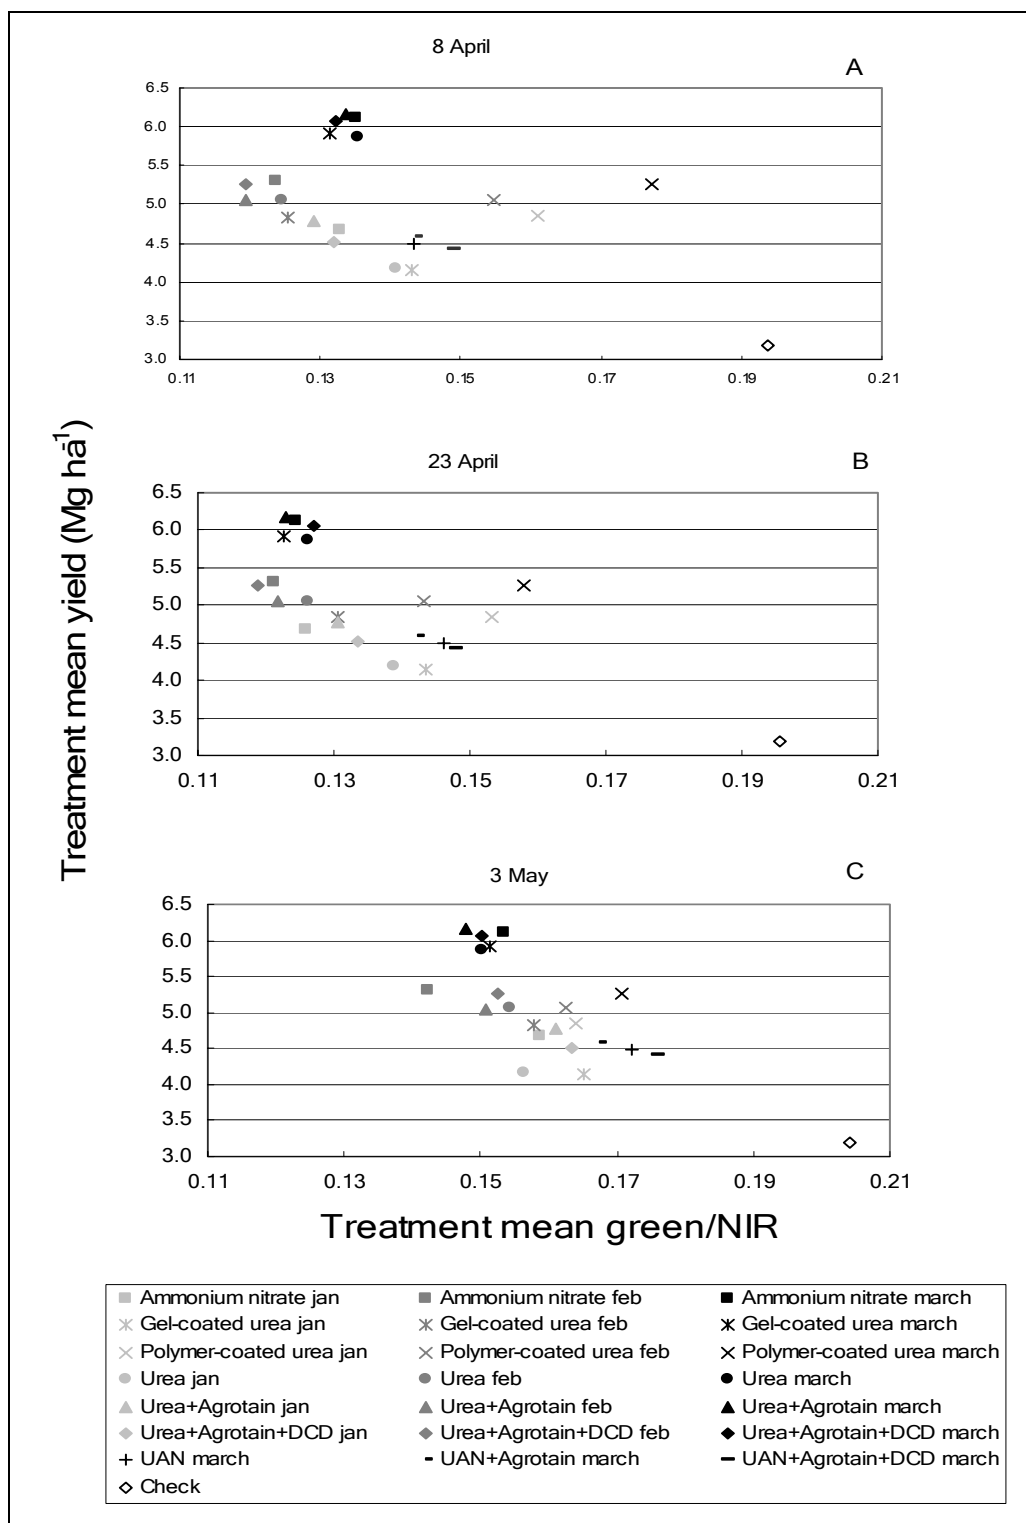 8 April
A
6.5
6.0
5.5
5.0
4.5
4.0
3.5
3.0
0.11 0.13 0.15 0.17 0.19 0.21
Treatment mean yield (Mg ha-1)
23 April
B
6.5
6.0
5.5
5.0
4.5
4.0
3.5
3.0
0.11 0.13 0.15 0.17 0.19 0.21
3 May
C
6.5
6.0
5.5
5.0
4.5
4.0
3.5
3.0
0.11 0.13 0.15 0.17 0.19 0.21
Treatment mean green/NIR
Ammonium nitrate jan Ammonium nitrate feb Ammonium nitrate march
Gel-coated urea jan Gel-coated urea feb Gel-coated urea march
Polymer-coated urea jan Polymer-coated urea feb Polymer-coated urea march
Urea jan Urea feb Urea march
Urea+Agrotain jan Urea+Agrotain feb Urea+Agrotain march
Urea+Agrotain+DCD jan Urea+Agrotain+DCD feb Urea+Agrotain+DCD march
UAN march UAN+Agrotain march UAN+Agrotain+DCD march
Check